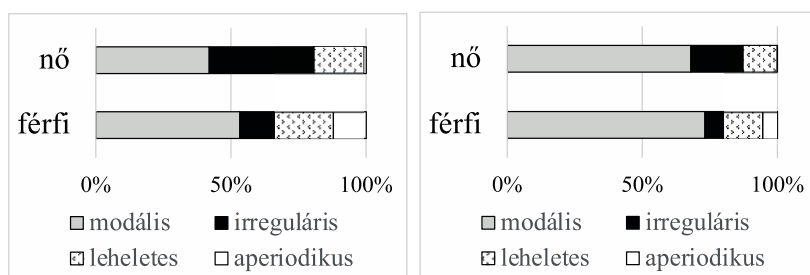 nő
férfi
0% 50% 100%
modális irreguláris
leheletes aperiodikus
nő
férfi
0% 50% 100%
modális irreguláris
leheletes aperiodikus